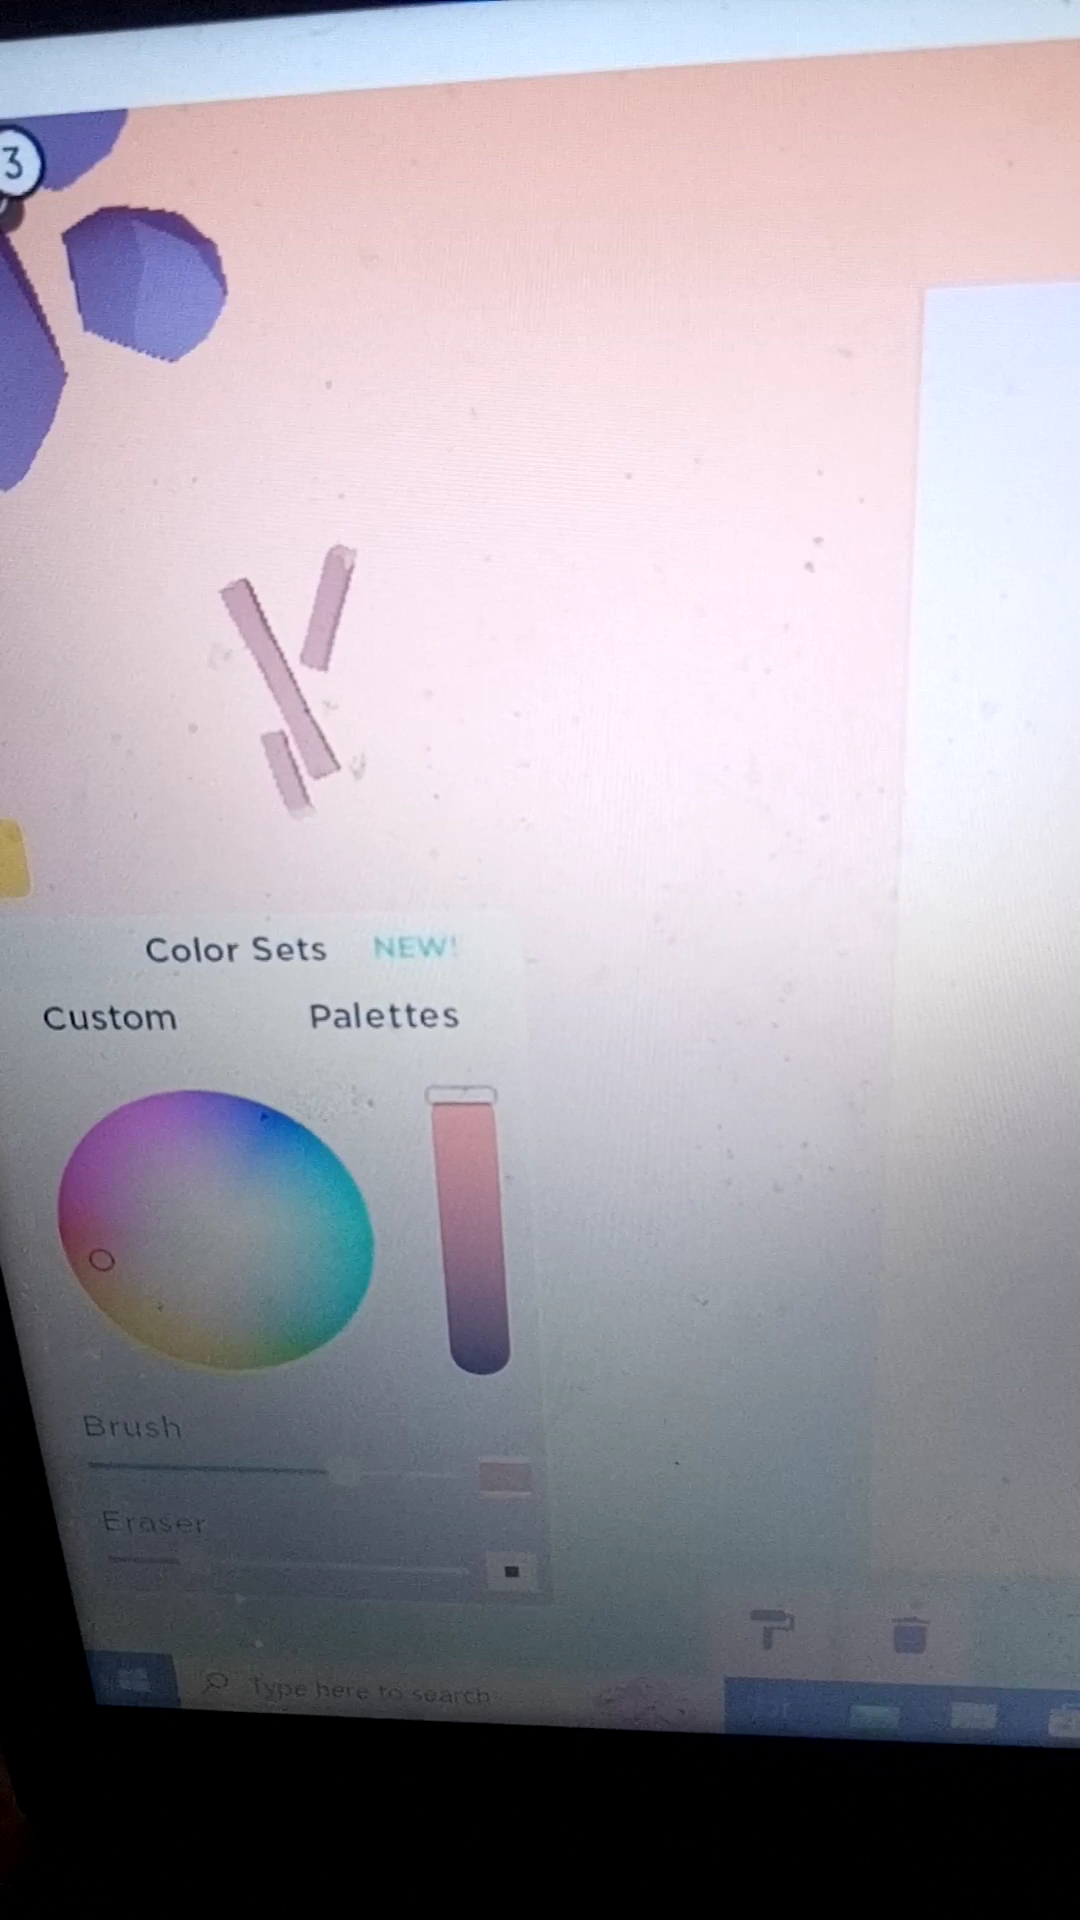 3
Color Sets NEW!
Custom Palettes
Brush
Eraser
Type here to search